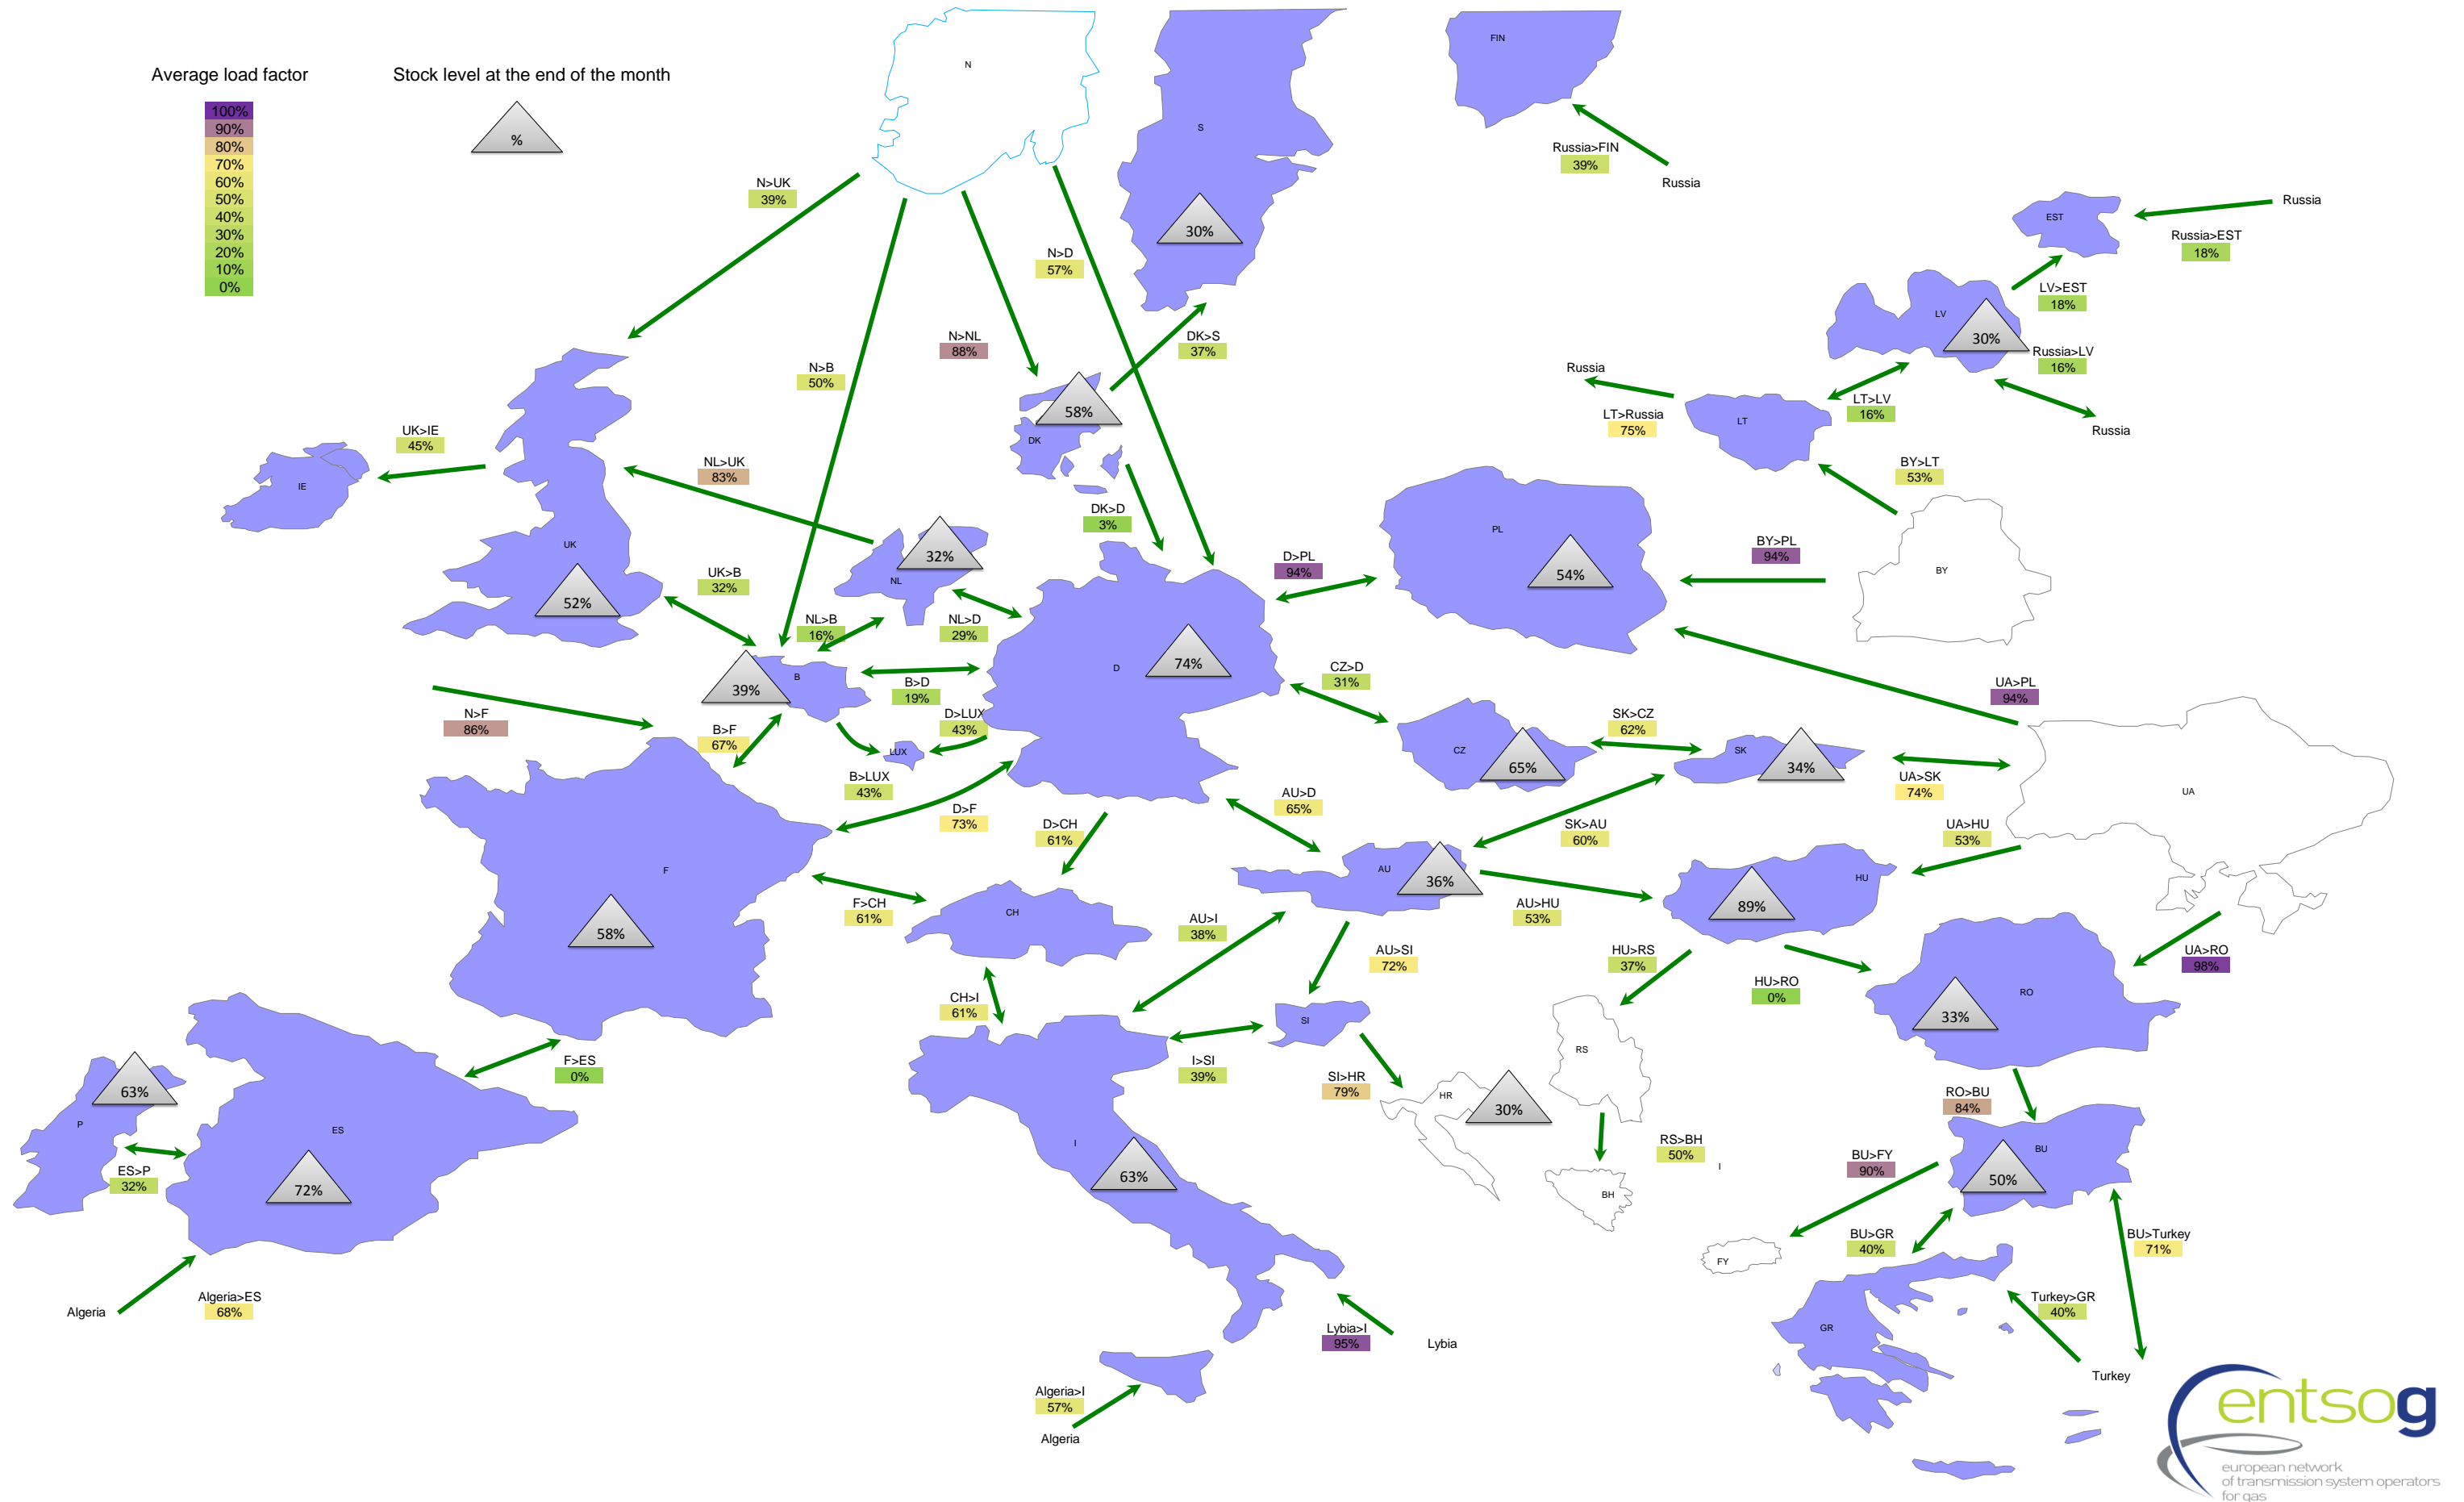 N
FIN
Average load factor
Stock level at the end of the month
100%
90%
80%
70%
60%
50%
40%
30%
20%
10%
0%
%
S
Russia>FIN
39%
Russia
N>UK
39%
30%
Russia
EST
Russia>EST
18%
N>D
57%
LV>EST
18%
LV
30%
Russia>LV
16%
Russia
N>NL
88%
DK>S
37%
N>B
50%
Russia
LT>Russia
75%
LT>LV
16%
LT
58%
DK
UK>IE
45%
IE
NL>UK
83%
BY>LT
53%
DK>D
3%
UK
32%
NL
PL
54%
D>PL
94%
BY>PL
94%
BY
UK>B
32%
52%
NL>B
16%
NL>D
29%
D
74%
CZ>D
31%
B
39%
B>D
19%
UA>PL
94%
N>F
86%
B>F
67%
D>LUX
43%
LUX
SK>CZ
62%
CZ
65%
SK
34%
UA>SK
74%
UA
B>LUX
43%
D>F
73%
D>CH
61%
AU>D
65%
SK>AU
60%
UA>HU
53%
F
AU
36%
HU
89%
F>CH
61%
CH
AU>I
38%
AU>HU
53%
58%
AU>SI
72%
HU>RS
37%
HU>RO
0%
UA>RO
98%
RO
33%
CH>I
61%
SI
RS
F>ES
0%
I>SI
39%
SI>HR
79%
HR
30%
63%
P
ES
RO>BU
84%
ES>P
32%
72%
I
63%
RS>BH
50%
I
BU
50%
BU>FY
90%
BH
BU>GR
40%
BU>Turkey
71%
FY
Algeria
Algeria>ES
68%
Turkey>GR
40%
GR
Lybia>I
95%
Lybia
Turkey
Algeria>I
57%
Algeria
entsog
european network
of transmission system operators
for gas